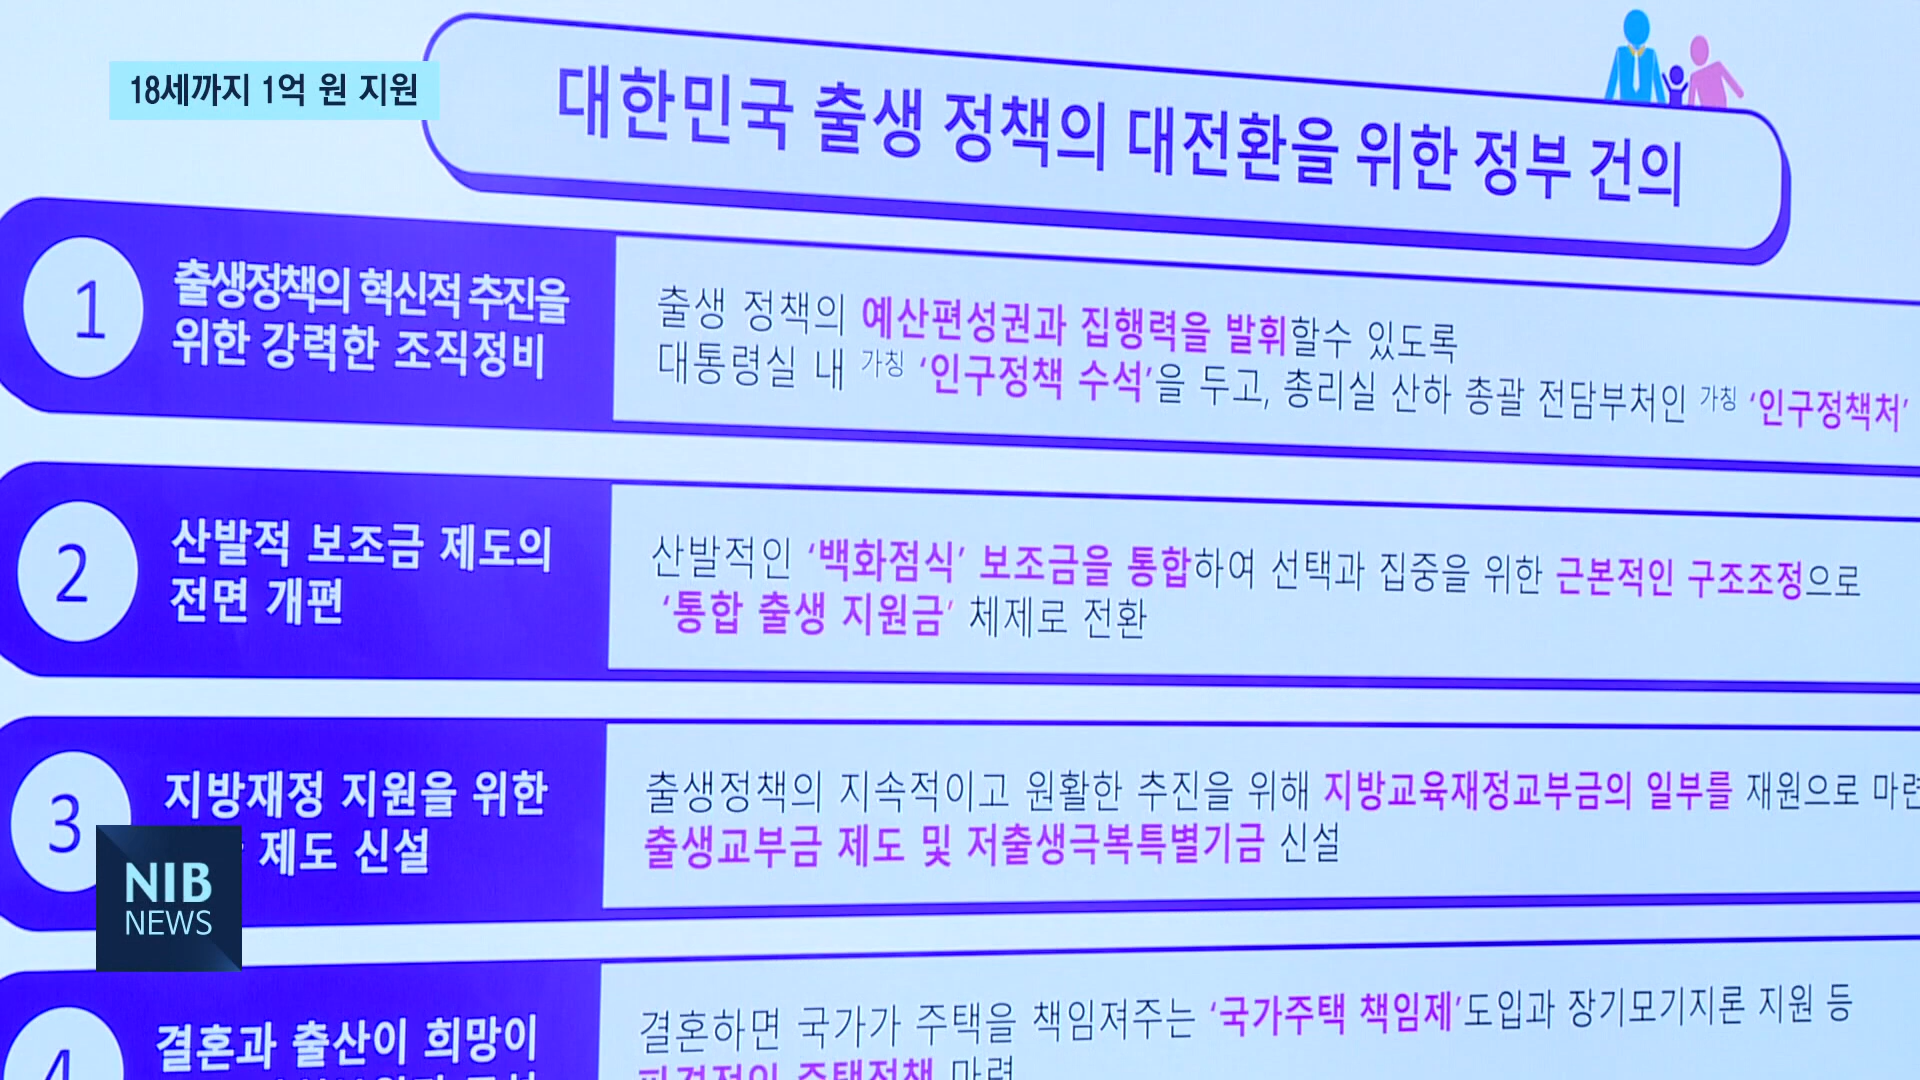 18세까지 1억 원 지원
대한민국 출생 정책의 대전환을 위한 정부 건의
1
출생정책의 혁신적 추진을
위한 강력한 조직정비
출생 정책의 예산편성권과 집행력을 발휘할수 있도록
대통령실 내 가칭 ‘인구정책 수석’을 두고, 총리실 산하 총괄 전담부처인 가칭 ‘인구정책처’
2
산발적 보조금 제도의
전면 개편
산발적인 ‘백화점식’ 보조금을 통합하여 선택과 집중을 위한 근본적인 구조조정으로
‘통합 출생 지원금’ 체제로 전환
3
지방재정 지원을 위한
제도 신설
출생정책의 지속적이고 원활한 추진을 위해 지방교육재정교부금의 일부를 재원으로 마련
출생교부금 제도 및 저출생극복특별기금 신설
NIB
NEWS
4
결혼과 출산이 희망이
결혼하면 국가가 주택을 책임져주는 ‘국가주택 책임제’도입과 장기모기지론 지원 등
파격적인 주택정책 마련